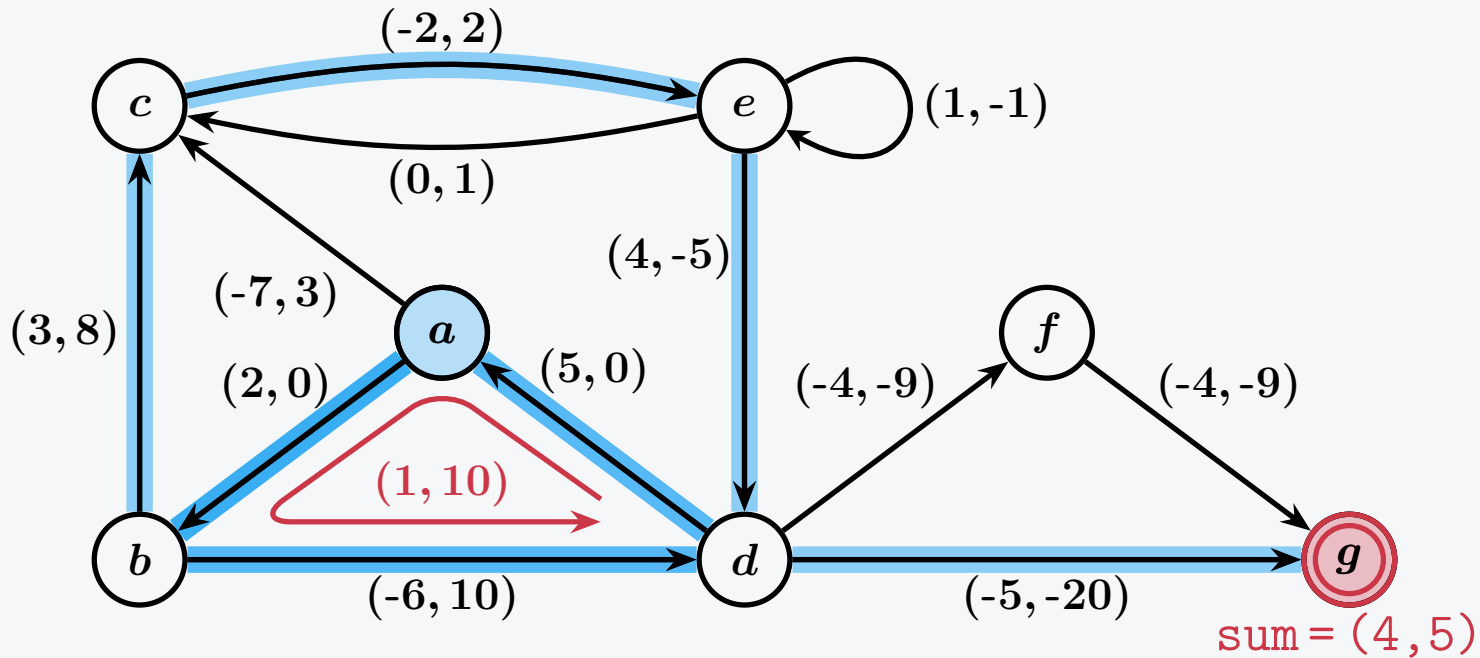 (-2, 2)
c
e
(1, -1)
(0, 1)
(4, -5)
(-7, 3)
(3, 8)
a
f
(2, 0)
(5, 0)
(-4, -9)
(-4, -9)
(1, 10)
b
d
g
(-6, 10)
(-5, -20)
sum = (4,5)